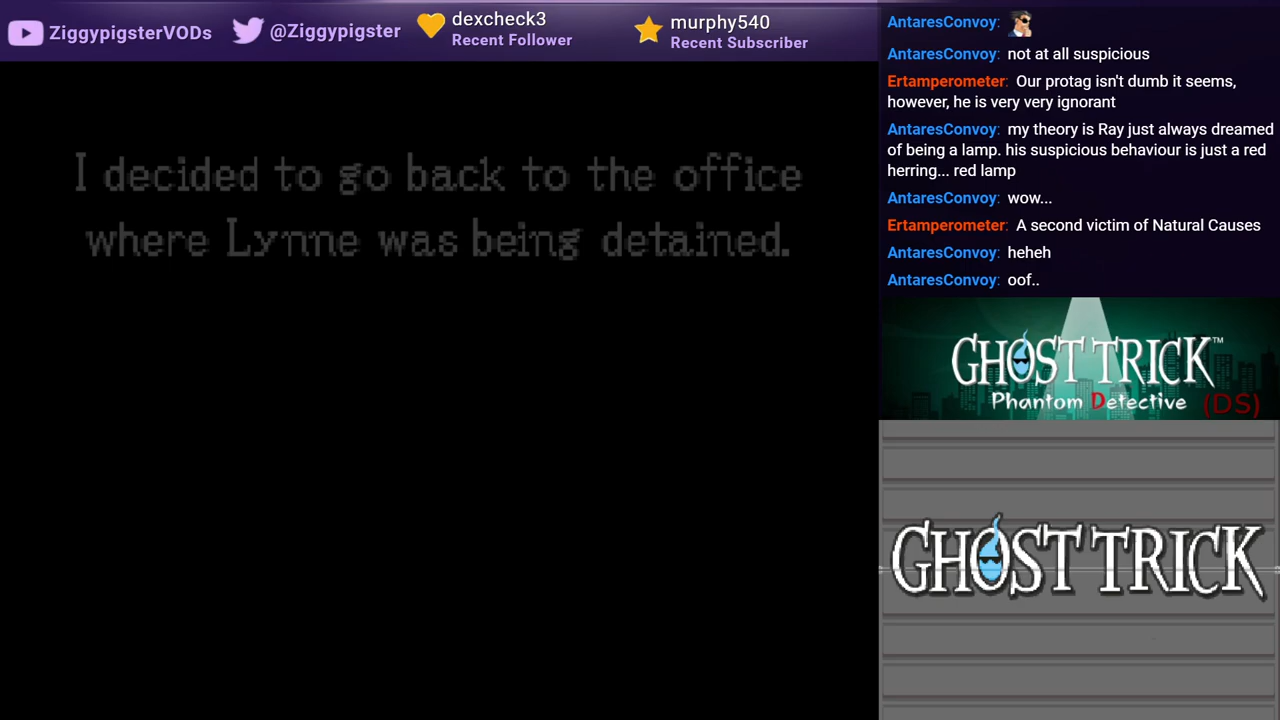 ZiggypigsterVODs
@Ziggypigster
dexcheck3
Recent Follower
murphy540
Recent Subscriber
I decided to go back to the office
where Lynne was being detained.
AntaresConvoy:
AntaresConvoy: not at all suspicious
Ertamperometer: Our protag isn't dumb it seems,
however, he is very very ignorant
AntaresConvoy: my theory is Ray just always dreamed
of being a lamp. his suspicious behaviour is just a red
herring... red lamp
AntaresConvoy: wow...
Ertamperometer: A second victim of Natural Causes
AntaresConvoy: heheh
AntaresConvoy: oof..
GHOST TRICK™
Phantom Detective (DS)
GHOST TRICK